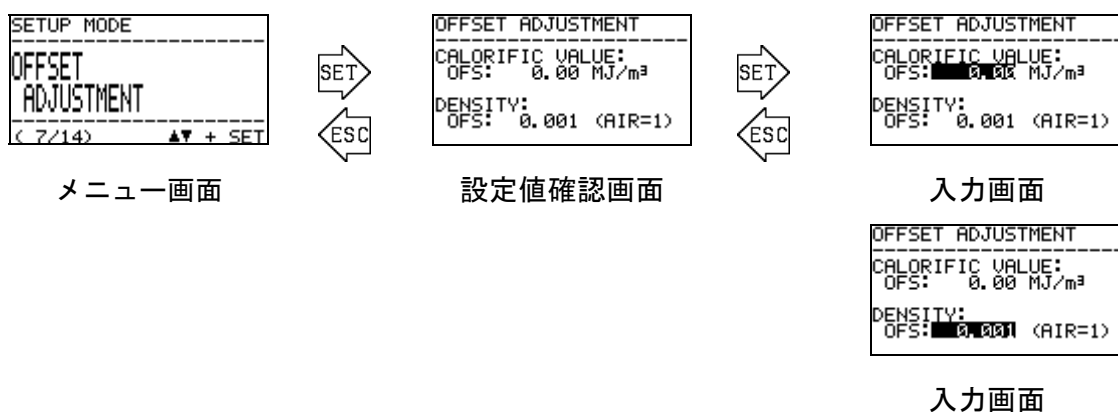 SETUP MODE
OFFSET
ADJUSTMENT
( 7/14) ▲▼ + SET
メニュー画面
SET
ESC
OFFSET ADJUSTMENT
CALORIFIC VALUE:
OFS: 0.00 MJ/m³
DENSITY:
OFS: 0.001 (AIR=1)
設定値確認画面
SET
ESC
OFFSET ADJUSTMENT
CALORIFIC VALUE:
OFS: 0.00 MJ/m³
DENSITY:
OFS: 0.001 (AIR=1)
入力画面
OFFSET ADJUSTMENT
CALORIFIC VALUE:
OFS: 0.00 MJ/m³
DENSITY:
OFS: 0.001 (AIR=1)
入力画面